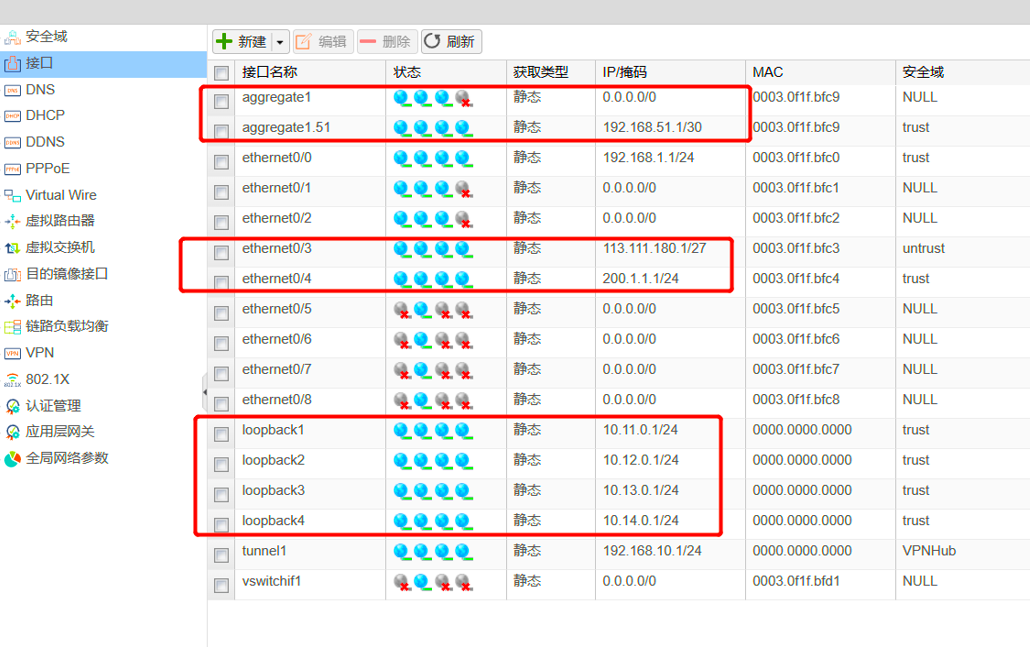 安全域
接口
DNS
DHCP
DDNS
PPPoE
Virtual Wire
虚拟路由器
虚拟交换机
目的镜像接口
路由
链路负载均衡
VPN
802.1X
认证管理
应用层网关
全局网络参数
新建 编辑 删除 刷新
接口名称 状态 获取类型 IP/掩码 MAC 安全域
aggregate1 静态 0.0.0.0/0 0003.0f1f.bfc9 NULL
aggregate1.51 静态 192.168.51.1/30 0003.0f1f.bfc9 trust
ethernet0/0 静态 192.168.1.1/24 0003.0f1f.bfc0 trust
ethernet0/1 静态 0.0.0.0/0 0003.0f1f.bfc1 NULL
ethernet0/2 静态 0.0.0.0/0 0003.0f1f.bfc2 NULL
ethernet0/3 静态 113.111.180.1/27 0003.0f1f.bfc3 untrust
ethernet0/4 静态 200.1.1.1/24 0003.0f1f.bfc4 trust
ethernet0/5 静态 0.0.0.0/0 0003.0f1f.bfc5 NULL
ethernet0/6 静态 0.0.0.0/0 0003.0f1f.bfc6 NULL
ethernet0/7 静态 0.0.0.0/0 0003.0f1f.bfc7 NULL
ethernet0/8 静态 0.0.0.0/0 0003.0f1f.bfc8 NULL
loopback1 静态 10.11.0.1/24 0000.0000.0000 trust
loopback2 静态 10.12.0.1/24 0000.0000.0000 trust
loopback3 静态 10.13.0.1/24 0000.0000.0000 trust
loopback4 静态 10.14.0.1/24 0000.0000.0000 trust
tunnel1 静态 192.168.10.1/24 0000.0000.0000 VPNHub
vswitchif1 静态 0.0.0.0/0 0003.0f1f.bfd1 NULL